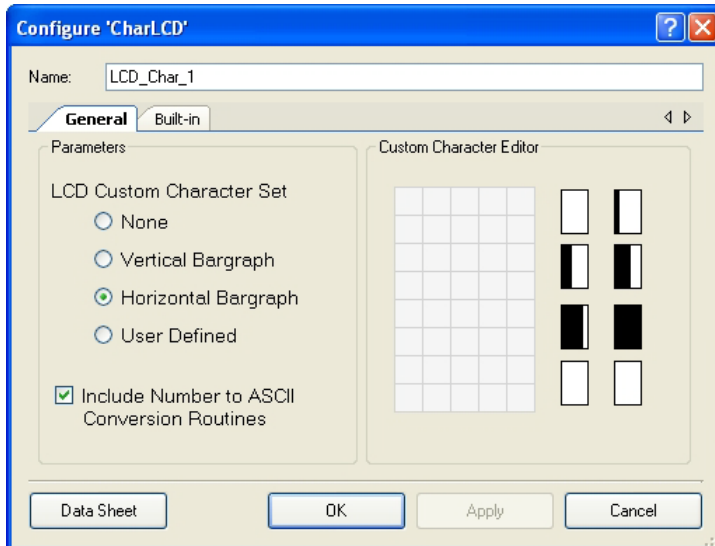 Configure 'CharLCD'
Name: LCD_Char_1
General Built-in
Parameters
LCD Custom Character Set
None
Vertical Bargraph
Horizontal Bargraph
User Defined
Include Number to ASCII
Conversion Routines
Custom Character Editor
Data Sheet OK Apply Cancel